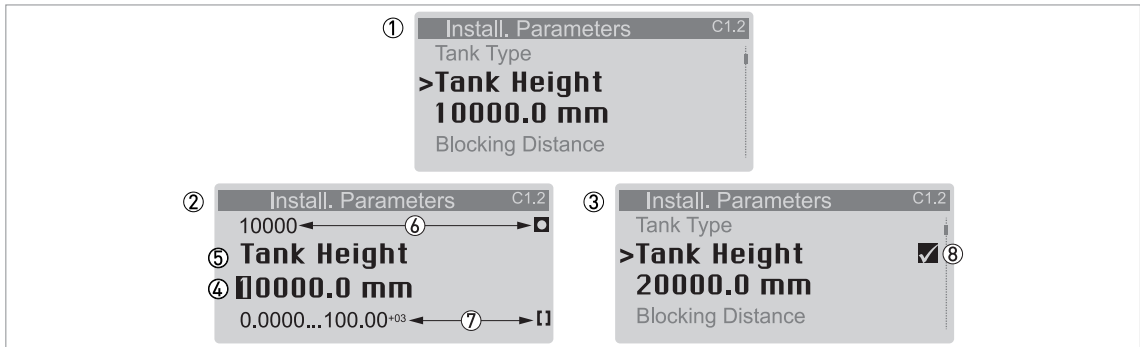 ①
Install. Parameters C1.2
Tank Type
>Tank Height
10000.0 mm
Blocking Distance
②
Install. Parameters C1.2
10000 ⑥
⑤ Tank Height
④ 10000.0 mm
0.0000...100.00+03 ⑦ []
③
Install. Parameters C1.2
Tank Type
>Tank Height ⑧
20000.0 mm
Blocking Distance